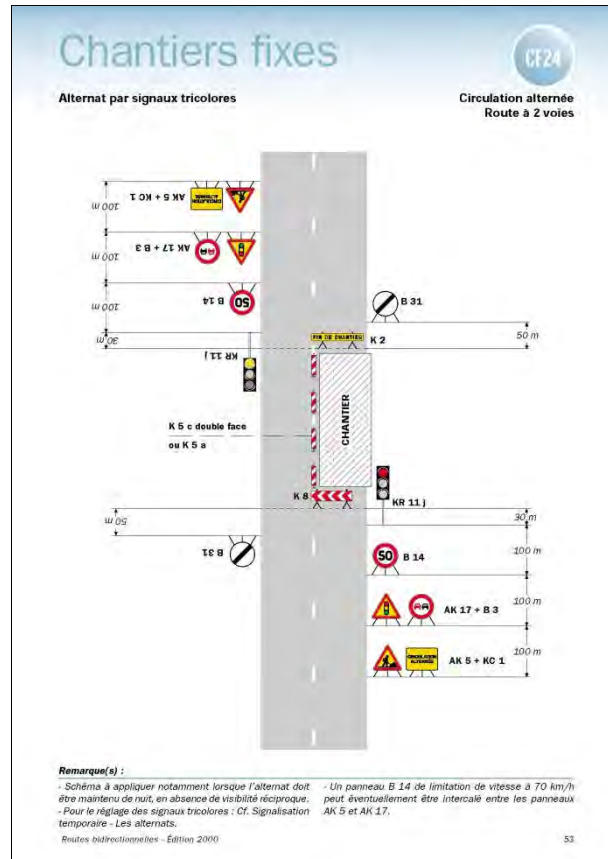 Chantiers fixes
CF24
Alternat par signaux tricolores
Circulation alternée
Route à 2 voies
100 m
AK 5 + KC 1
CIRCULATION
ALTERNÉE
100 m
AK 17 + B 3
100 m
B 14
50
B 31
30 m
KR 11 j
FIN DE CHANTIER
K 2
50 m
K 5 c double face
ou K 5 a
CHANTIER
K 8
KR 11 j
50 m
30 m
B 31
50
B 14
100 m
AK 17 + B 3
100 m
CIRCULATION
ALTERNÉE
AK 5 + KC 1
100 m
Remarque(s) :
- Schéma à appliquer notamment lorsque l'alternat doit
être maintenu de nuit, en absence de visibilité réciproque.
- Pour le réglage des signaux tricolores : Cf. Signalisation
temporaire - Les alternats.
- Un panneau B 14 de limitation de vitesse à 70 km/h
peut éventuellement être intercalé entre les panneaux
AK 5 et AK 17.
Routes bidirectionnelles - Édition 2000
53